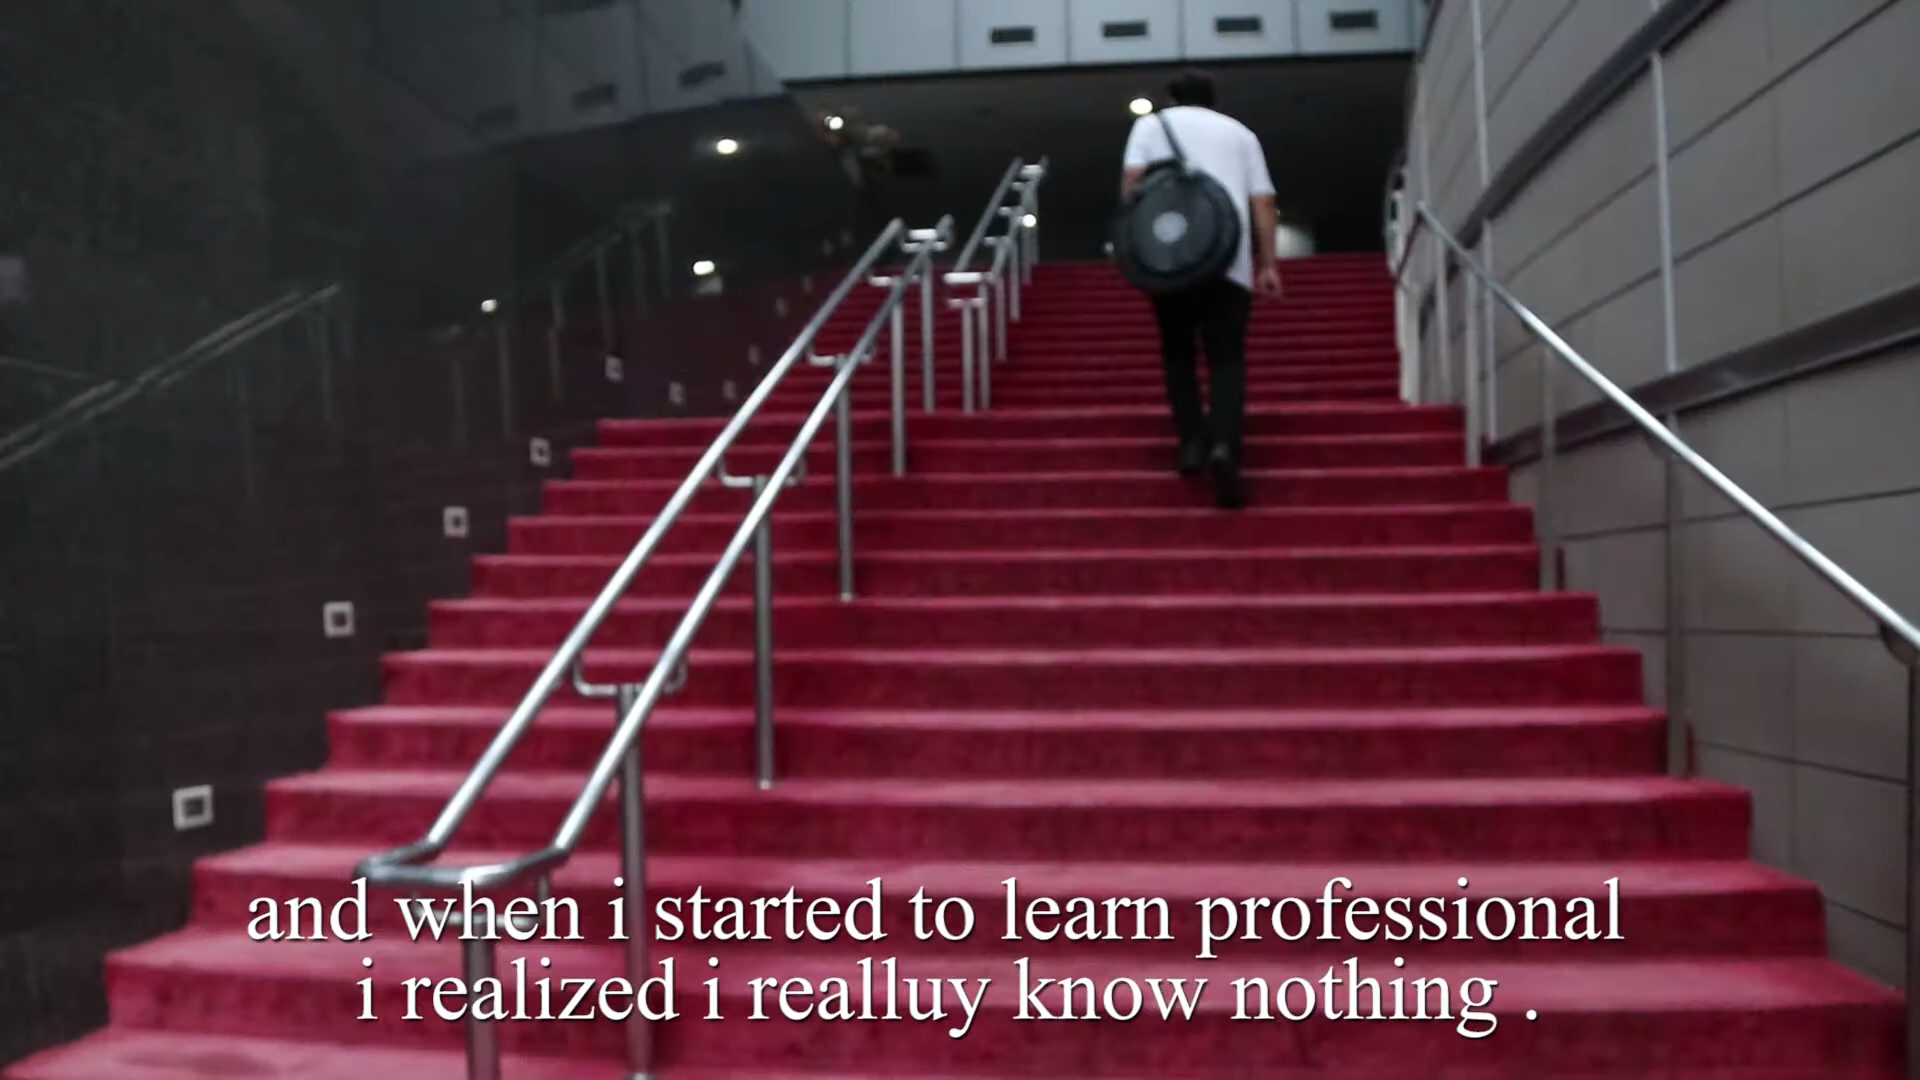 and when i started to learn professional
i realized i realluy know nothing .